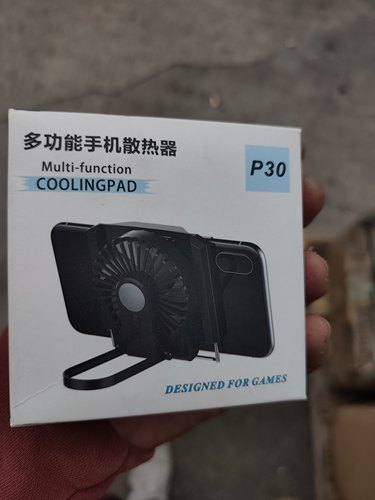 多功能手机散热器
Multi-function
COOLINGPAD
P30
DESIGNED FOR GAMES